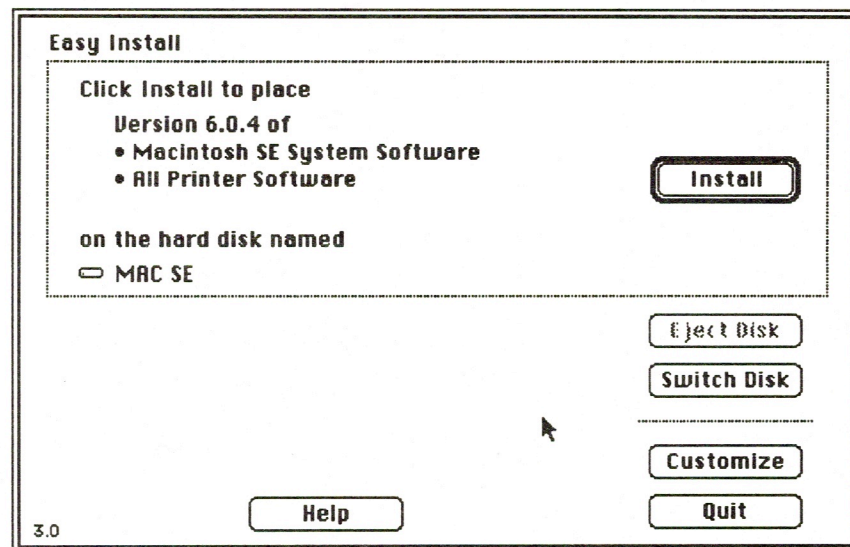 Easy Install
Click Install to place
Version 6.0.4 of
• Macintosh SE System Software
• All Printer Software
Install
on the hard disk named
MAC SE
Eject Disk
Switch Disk
Customize
Help
Quit
3.0